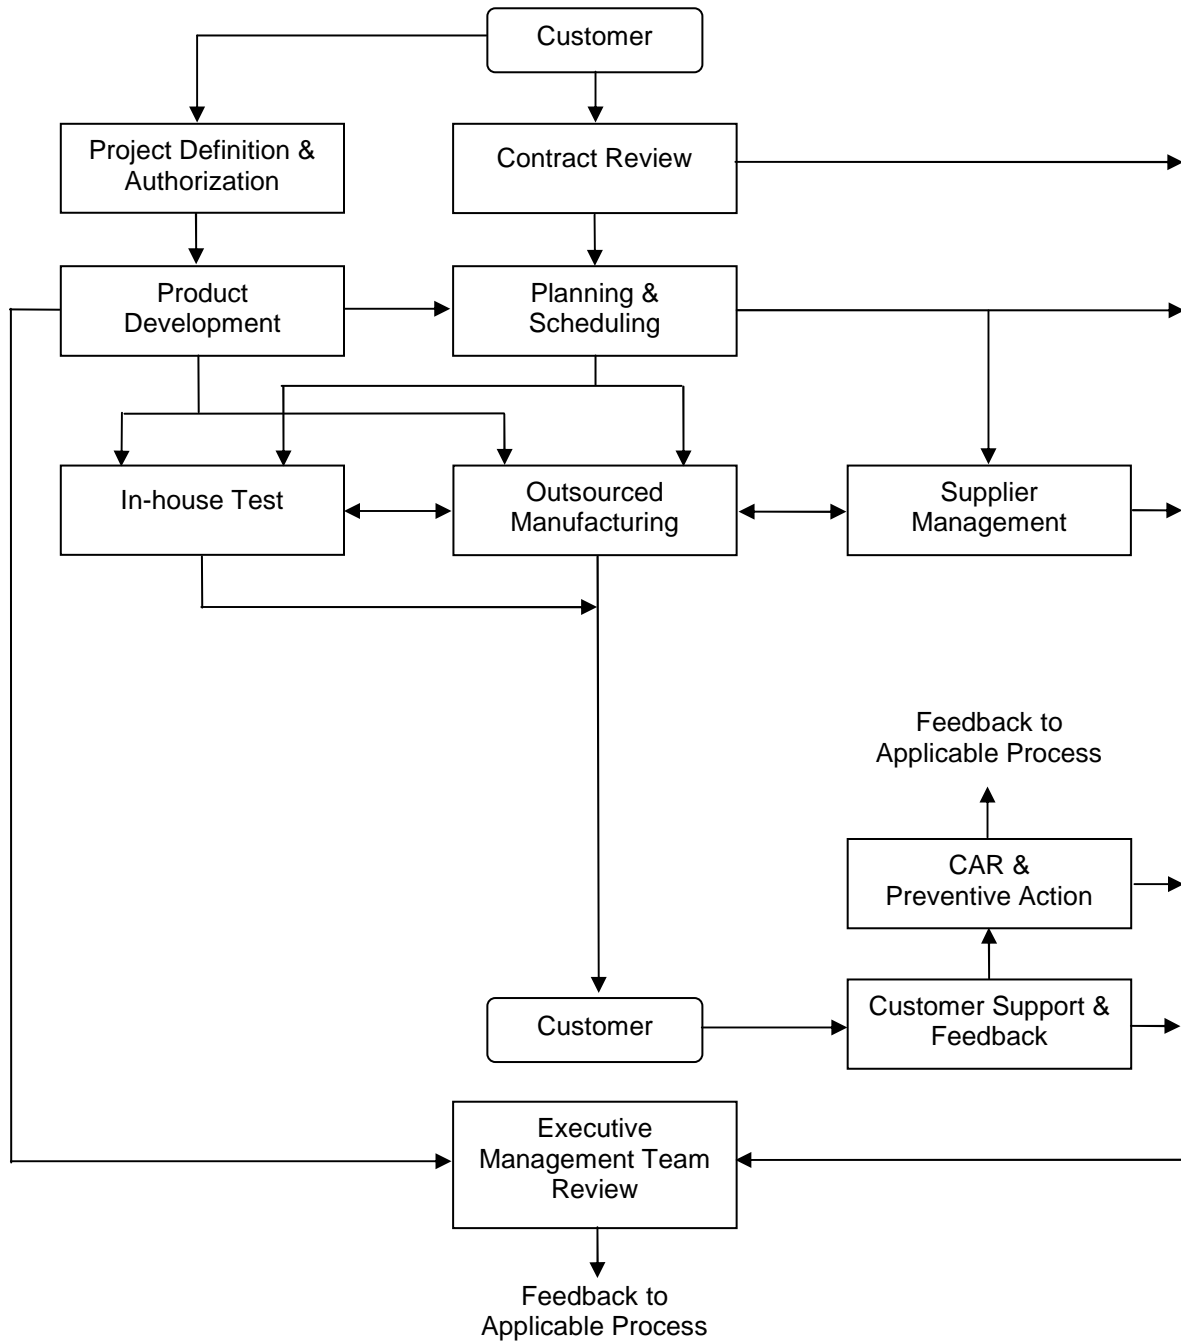 Customer
Project Definition &
Authorization
Contract Review
Product
Development
Planning &
Scheduling
In-house Test
Outsourced
Manufacturing
Supplier
Management
Feedback to
Applicable Process
CAR &
Preventive Action
Customer
Customer Support &
Feedback
Executive
Management Team
Review
Feedback to
Applicable Process